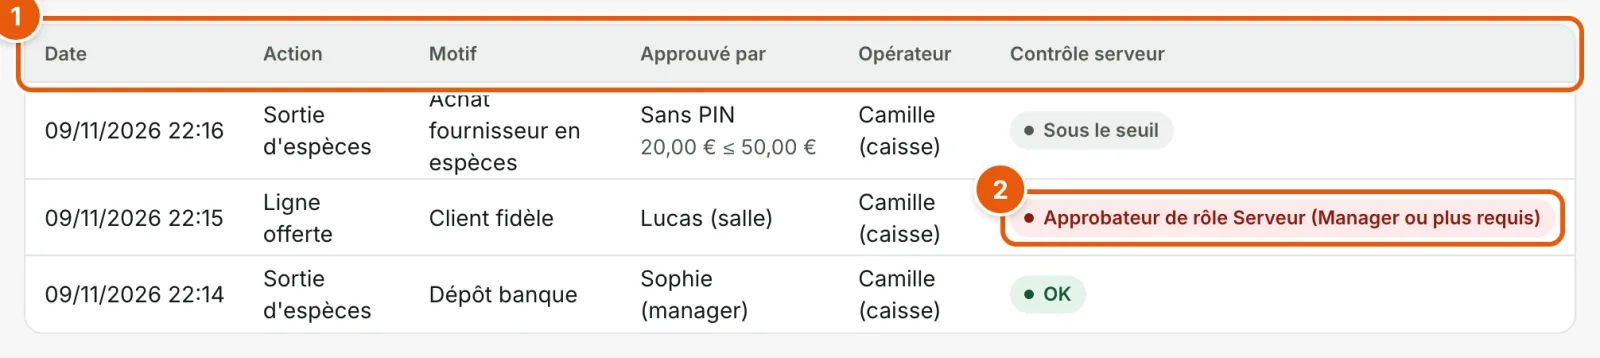 1
Date Action Motif Approuvé par Opérateur Contrôle serveur
09/11/2026 22:16
Sortie
d'espèces
Achat
fournisseur en
espèces
Sans PIN
20,00 € ≤ 50,00 €
Camille
(caisse)
Sous le seuil
2
09/11/2026 22:15
Ligne
offerte
Client fidèle
Lucas (salle)
Camille
(caisse)
Approbateur de rôle Serveur (Manager ou plus requis)
09/11/2026 22:14
Sortie
d'espèces
Dépôt banque
Sophie
(manager)
Camille
(caisse)
OK